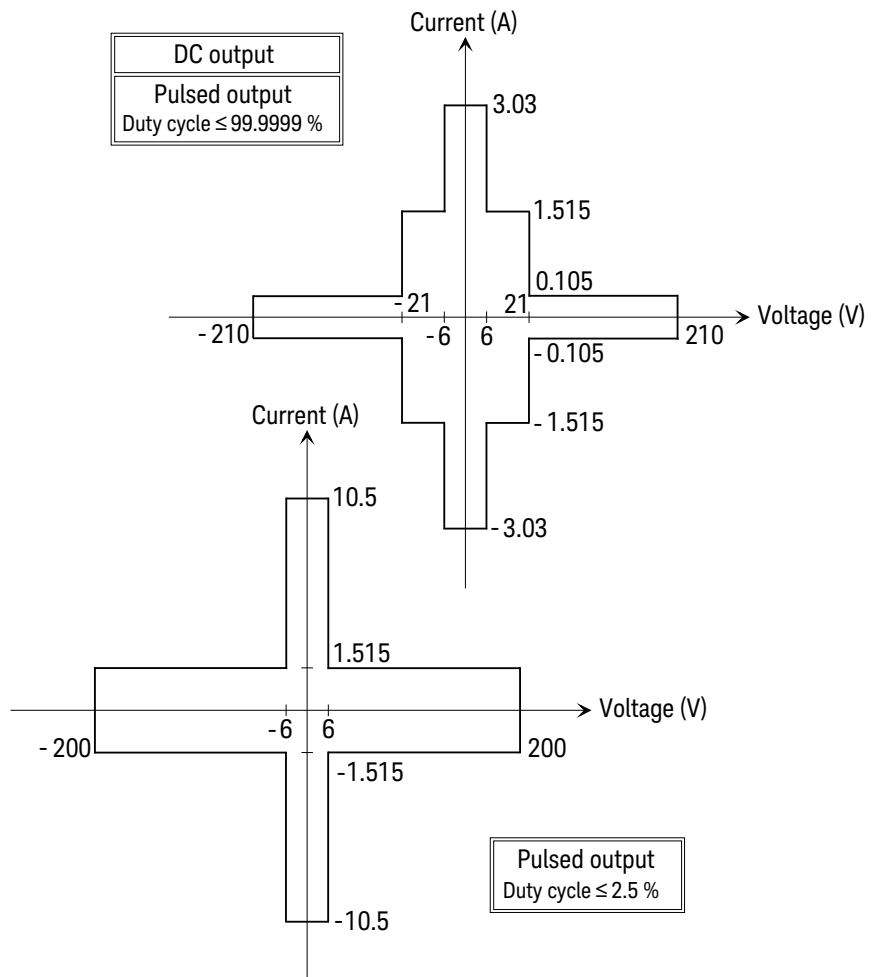 Current (A)
DC output
Pulsed output
Duty cycle ≤ 99.9999 %
3.03
1.515
0.105
- 21
21
- 210
- 6
6
210
Voltage (V)
- 0.105
- 1.515
- 3.03
Current (A)
10.5
1.515
Voltage (V)
- 6
6
- 200
200
-1.515
-10.5
Pulsed output
Duty cycle ≤ 2.5 %